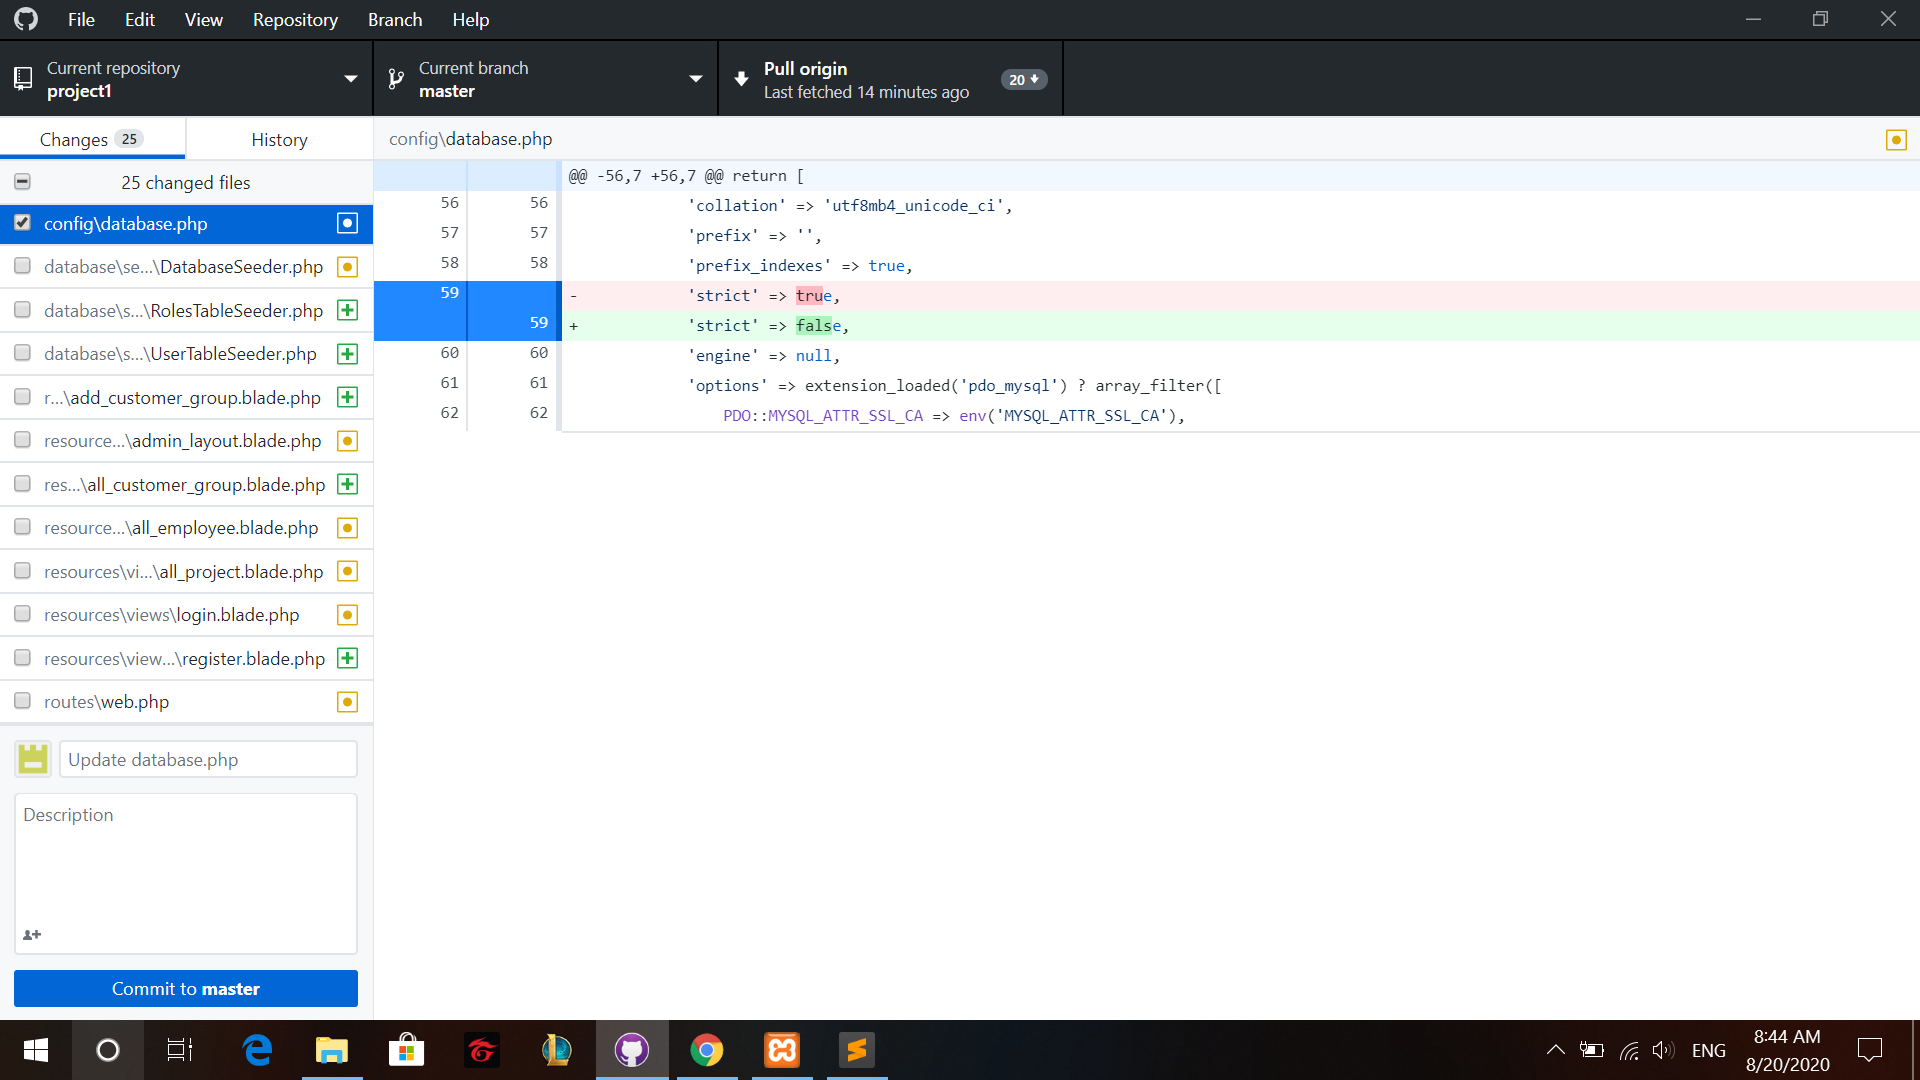 File Edit View Repository Branch Help
Current repository
project1
Current branch
master
Pull origin
Last fetched 14 minutes ago
20
Changes 25
History
25 changed files
config\database.php
database\se...\DatabaseSeeder.php
database\s...\RolesTableSeeder.php
database\s...\UserTableSeeder.php
r...\add_customer_group.blade.php
resource...\admin_layout.blade.php
res...\all_customer_group.blade.php
resource...\all_employee.blade.php
resources\vi...\all_project.blade.php
resources\views\login.blade.php
resources\view...\register.blade.php
routes\web.php
Update database.php
Description
Commit to master
config\database.php
@@ -56,7 +56,7 @@ return [
56 56 'collation' => 'utf8mb4_unicode_ci',
57 57 'prefix' => '',
58 58 'prefix_indexes' => true,
59 - 'strict' => true,
59 + 'strict' => false,
60 60 'engine' => null,
61 61 'options' => extension_loaded('pdo_mysql') ? array_filter([
62 62 PDO::MYSQL_ATTR_SSL_CA => env('MYSQL_ATTR_SSL_CA'),
ENG
8:44 AM
8/20/2020